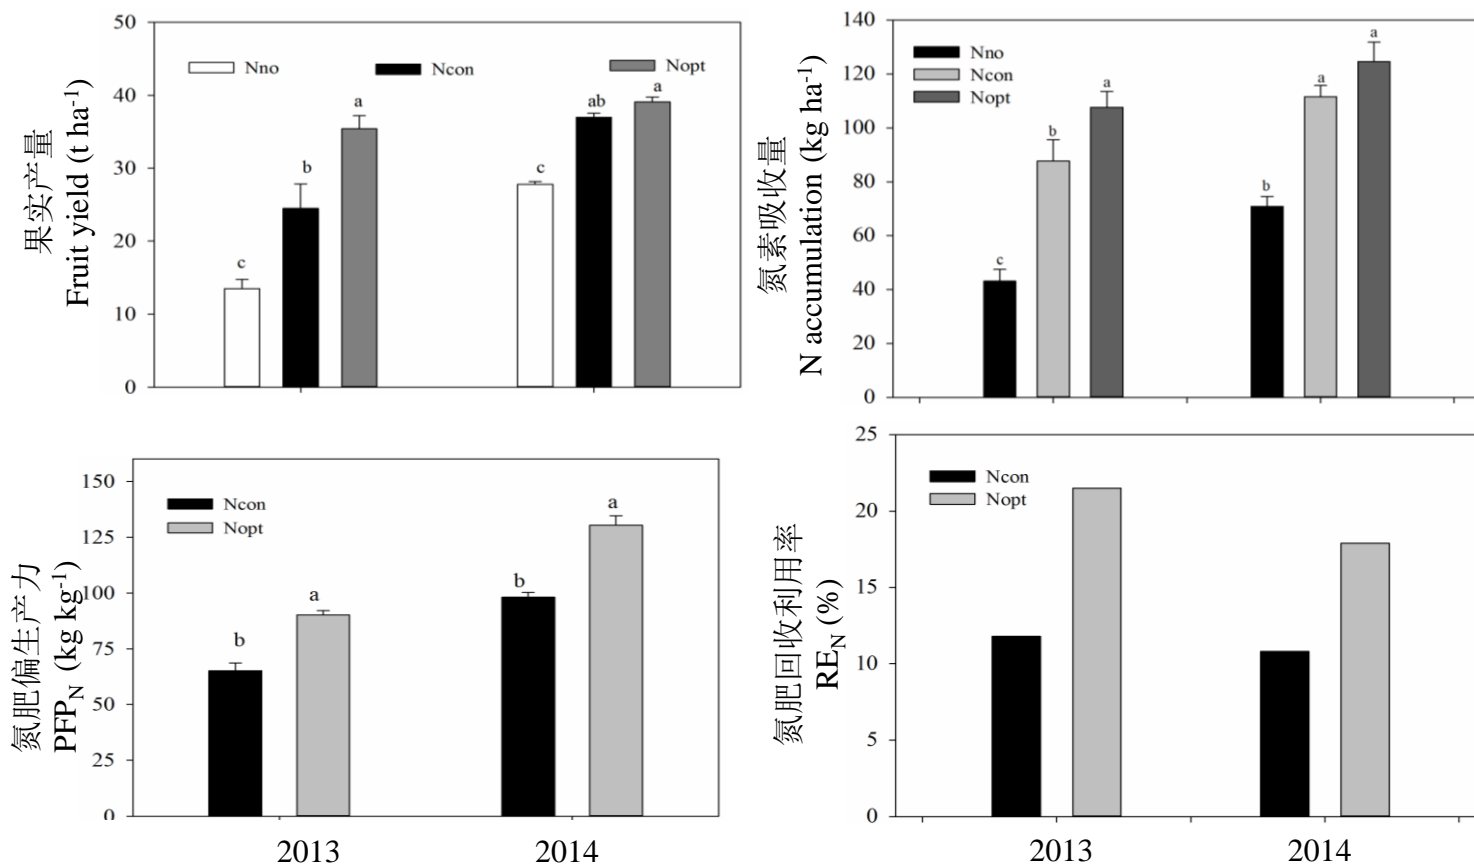 果实产量
Fruit yield (t ha-1)
50
40
30
20
10
0
Nno
Ncon
Nopt
c
b
a
c
ab
a
氮素吸收量
N accumulation (kg ha-1)
140
120
100
80
60
40
20
0
Nno
Ncon
Nopt
c
b
a
b
a
a
氮肥偏生产力
PFPN (kg kg-1)
150
125
100
75
50
25
0
Ncon
Nopt
b
a
b
a
2013
2014
氮肥回收利用率
REN (%)
25
20
15
10
5
0
Ncon
Nopt
2013
2014